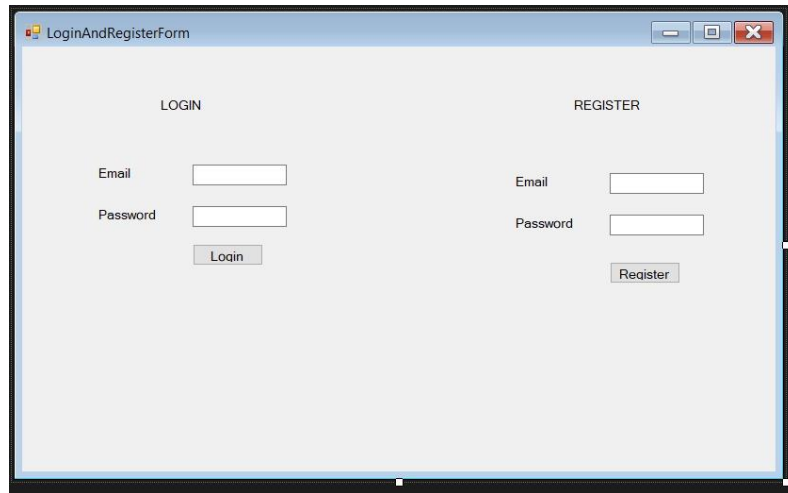 LoginAndRegisterForm
LOGIN
Email
Password
Login
REGISTER
Email
Password
Register